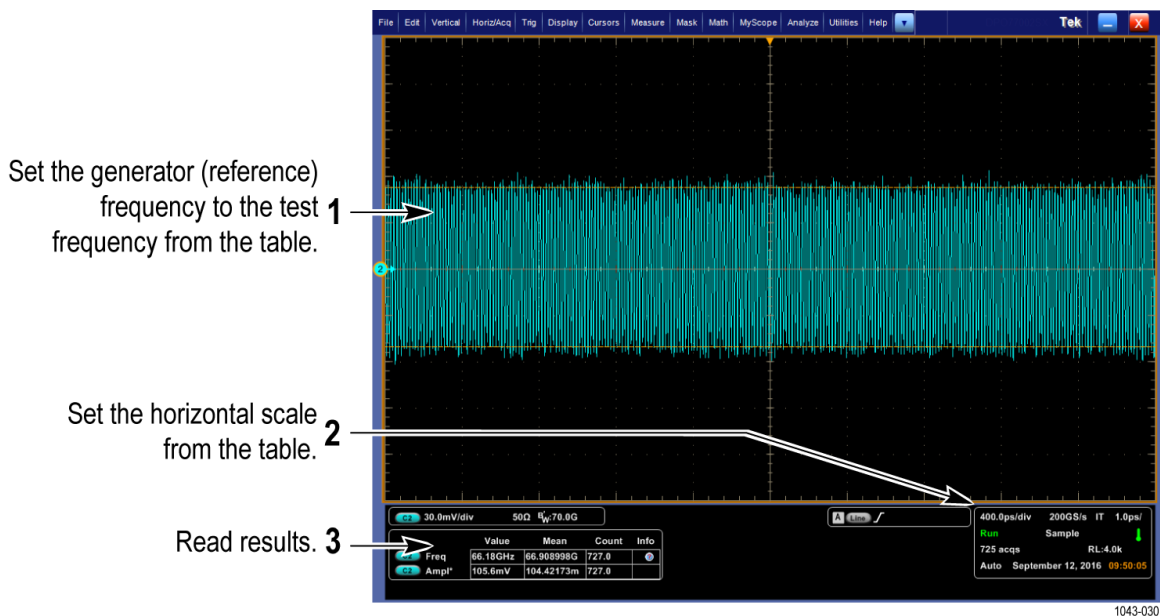 File Edit Vertical Horiz/Acq Trig Display Cursors Measure Mask Math MyScope Analyze Utilities Help Tek X
Set the generator (reference)
frequency to the test 1
frequency from the table.
2
Set the horizontal scale
from the table. 2
C2 30.0mV/div 50Ω BW:70.0G
A Line
400.0ps/div 200GS/s IT 1.0ps/
Run Sample
725 acqs RL:4.0k
Auto September 12, 2016 09:50:05
Read results. 3
Value Mean Count Info
C2 Freq 66.18GHz 66.908998G 727.0
C2 Ampl* 105.6mV 104.42173m 727.0
1043-030